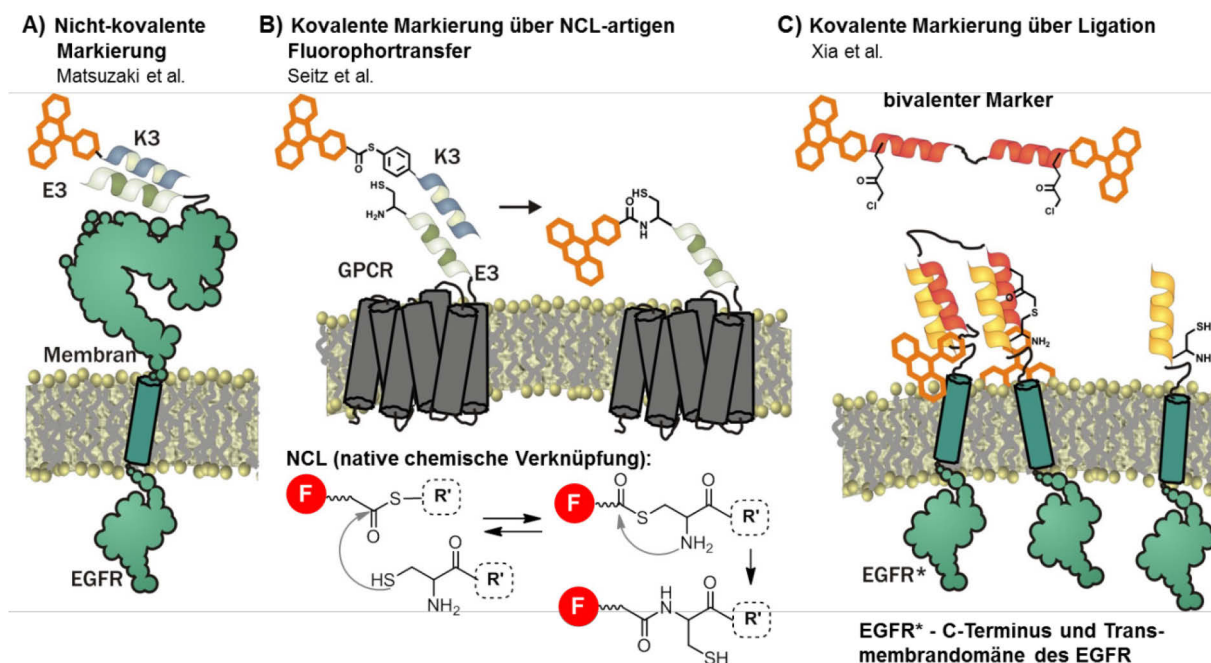 A) Nicht-kovalente
Markierung
Matsuzaki et al.
B) Kovalente Markierung über NCL-artigen
Fluorophortransfer
Seitz et al.
C) Kovalente Markierung über Ligation
Xia et al.
K3
E3
Membran
EGFR
O
S
K3
HS
H2N
E3
GPCR
HS
O
N
H
bivalenter Marker
O
Cl
O
Cl
O
S
NH2
SH
NH
EGFR*
NCL (native chemische Verknüpfung):
F
S
R'
O
HS
O
R'
NH2
F
O
S
O
R'
NH2
F
H
N
O
O
R'
SH
EGFR* - C-Terminus und Trans-
membrandomäne des EGFR